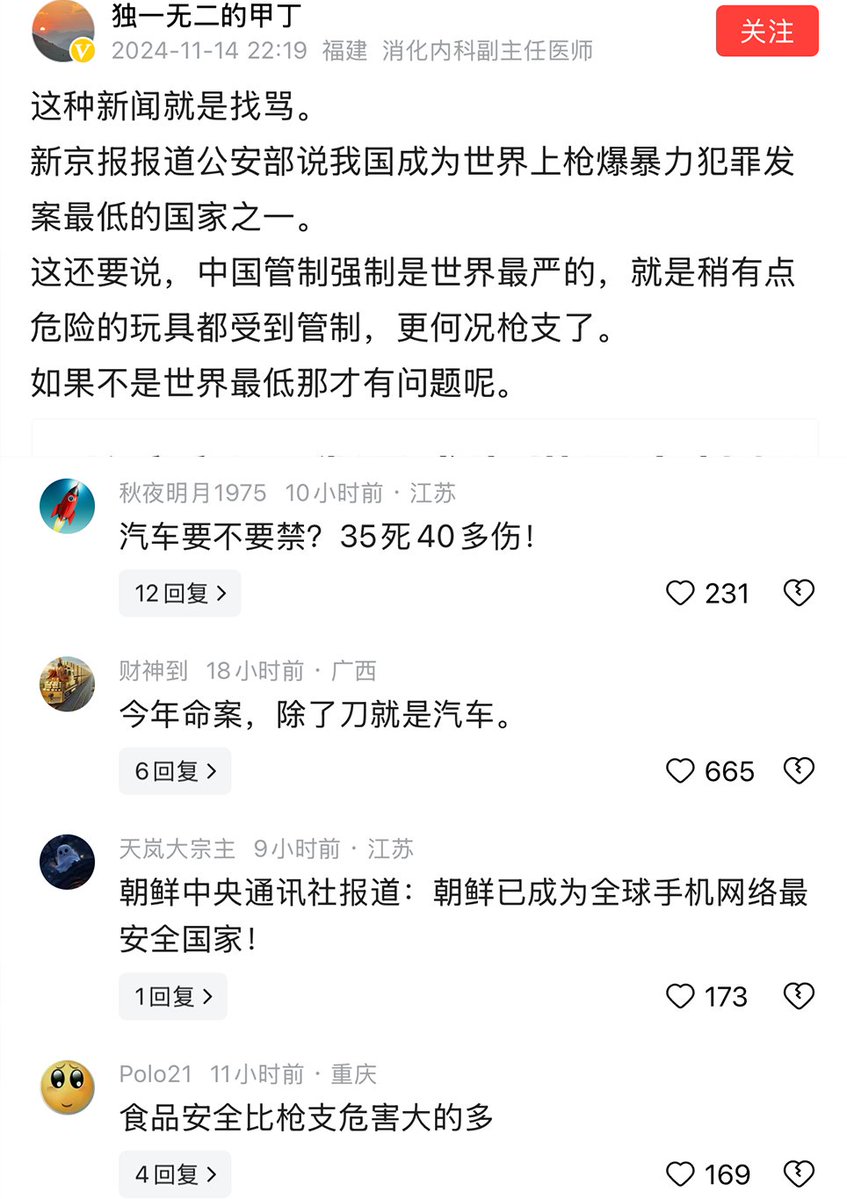 独一无二的甲丁
2024-11-14 22:19 福建 消化内科副主任医师
关注
这种新闻就是找骂。
新京报报道公安部说我国成为世界上枪爆暴力犯罪发
案最低的国家之一。
这还要说，中国管制强制是世界最严的，就是稍有点
危险的玩具都受到管制，更何况枪支了。
如果不是世界最低那才有问题呢。
秋夜明月1975 10小时前 · 江苏
汽车要不要禁？35死40多伤！
12回复 >
231
财神到 18小时前 · 广西
今年命案，除了刀就是汽车。
6回复 >
665
天岚大宗主 9小时前 · 江苏
朝鲜中央通讯社报道：朝鲜已成为全球手机网络最
安全国家！
1回复 >
173
Polo21 11小时前 · 重庆
食品安全比枪支危害大的多
4回复 >
169